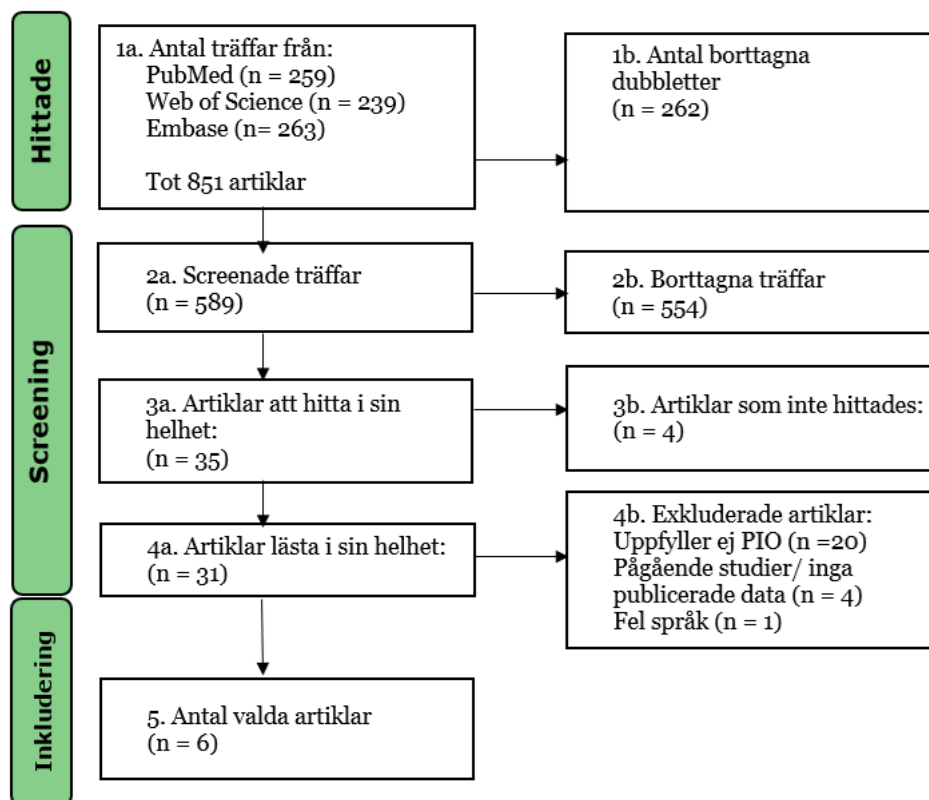 Hittade
1a. Antal träffar från:
PubMed (n = 259)
Web of Science (n = 239)
Embase (n= 263)
Tot 851 artiklar
1b. Antal borttagna
dubbletter
(n = 262)
Screening
2a. Screenade träffar
(n = 589)
2b. Borttagna träffar
(n = 554)
3a. Artiklar att hitta i sin
helhet:
(n = 35)
3b. Artiklar som inte hittades:
(n = 4)
4a. Artiklar lästa i sin helhet:
(n = 31)
4b. Exkluderade artiklar:
Uppfyller ej PIO (n =20)
Pågående studier/ inga
publicerade data (n = 4)
Fel språk (n = 1)
Inkludering
5. Antal valda artiklar
(n = 6)